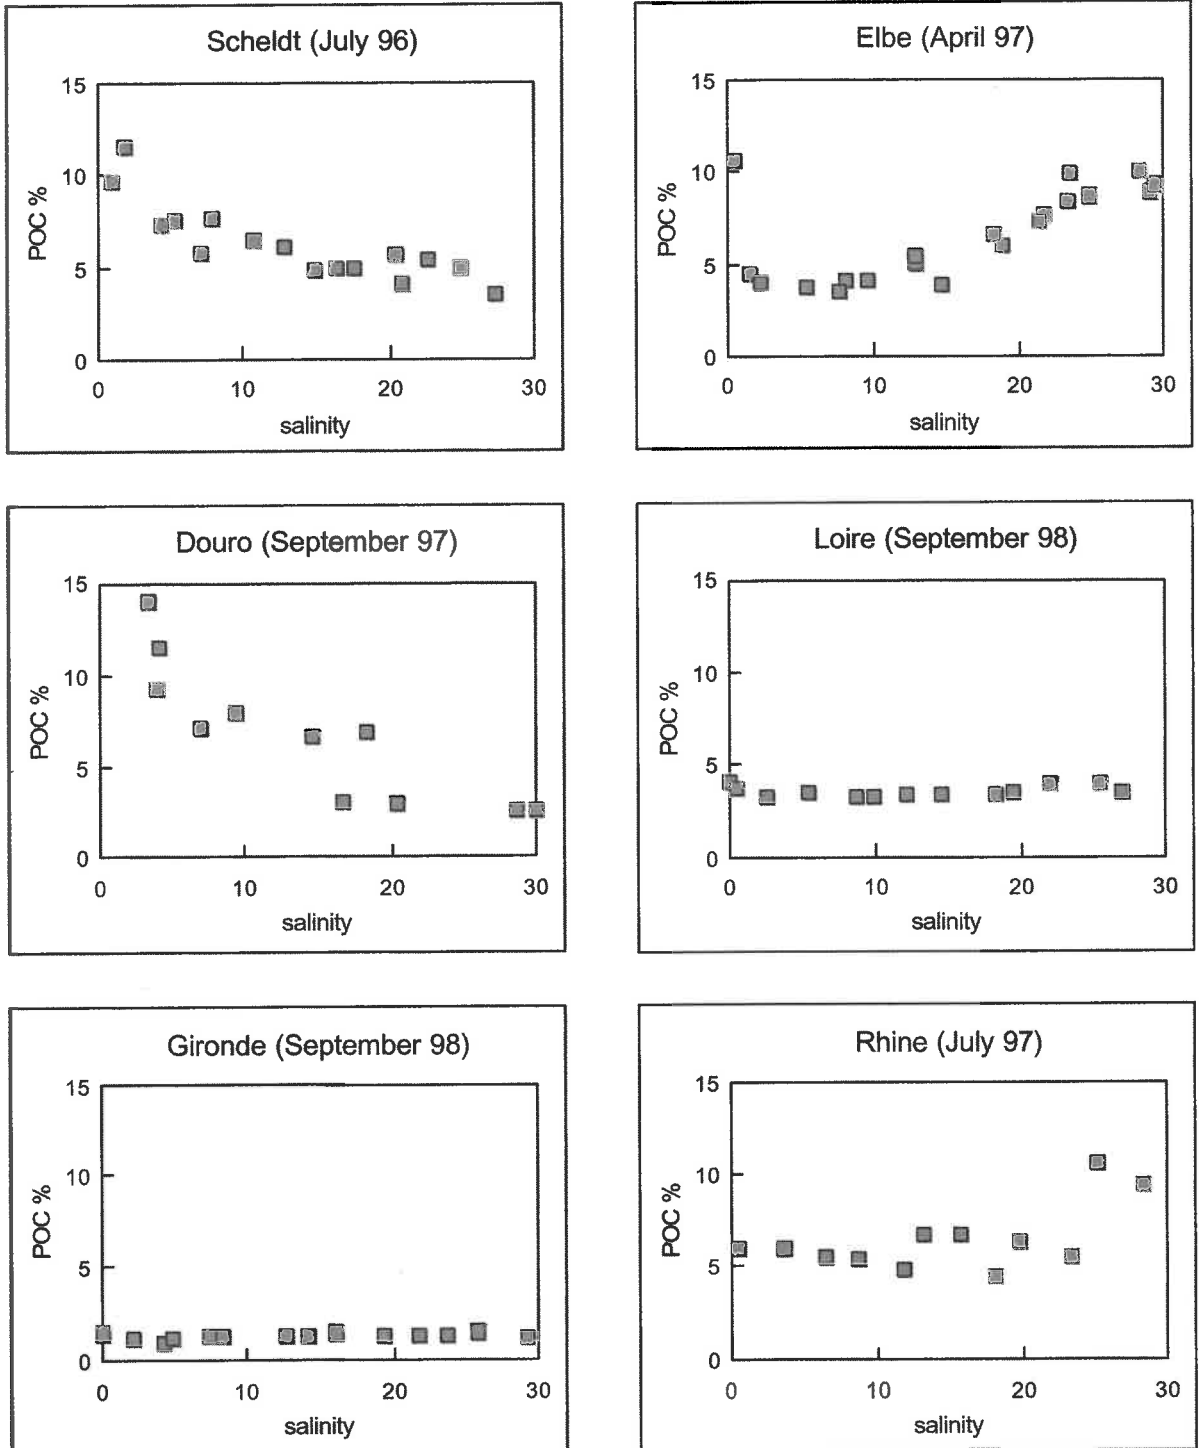 Scheldt (July 96)
15
10
5
0
POC %
0 10 20 30
salinity
Elbe (April 97)
15
10
5
0
POC %
0 10 20 30
salinity
Douro (September 97)
15
10
5
0
POC %
0 10 20 30
salinity
Loire (September 98)
15
10
5
0
POC %
0 10 20 30
salinity
Gironde (September 98)
15
10
5
0
POC %
0 10 20 30
salinity
Rhine (July 97)
15
10
5
0
POC %
0 10 20 30
salinity